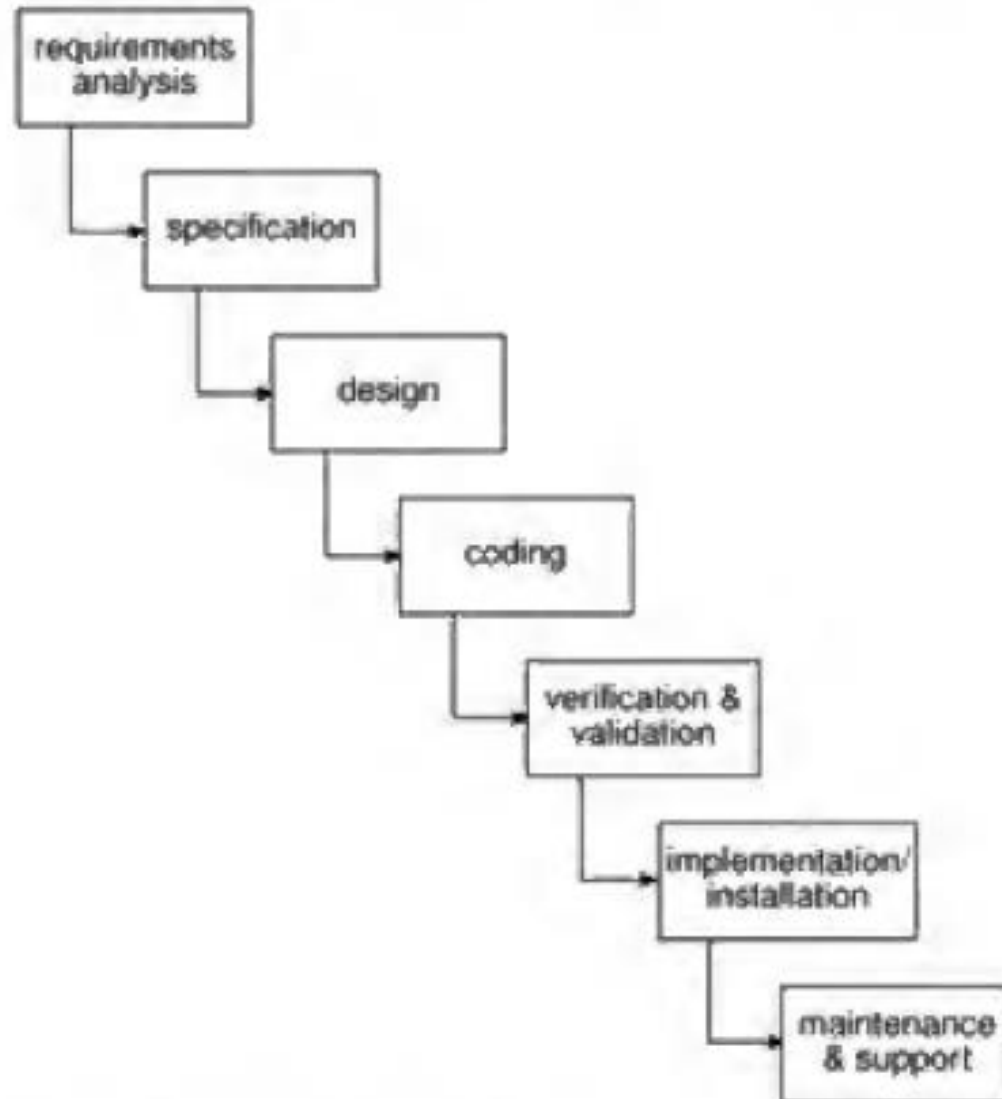 requirements
analysis
specification
design
coding
verification &
validation
implementation/
installation
maintenance
& support